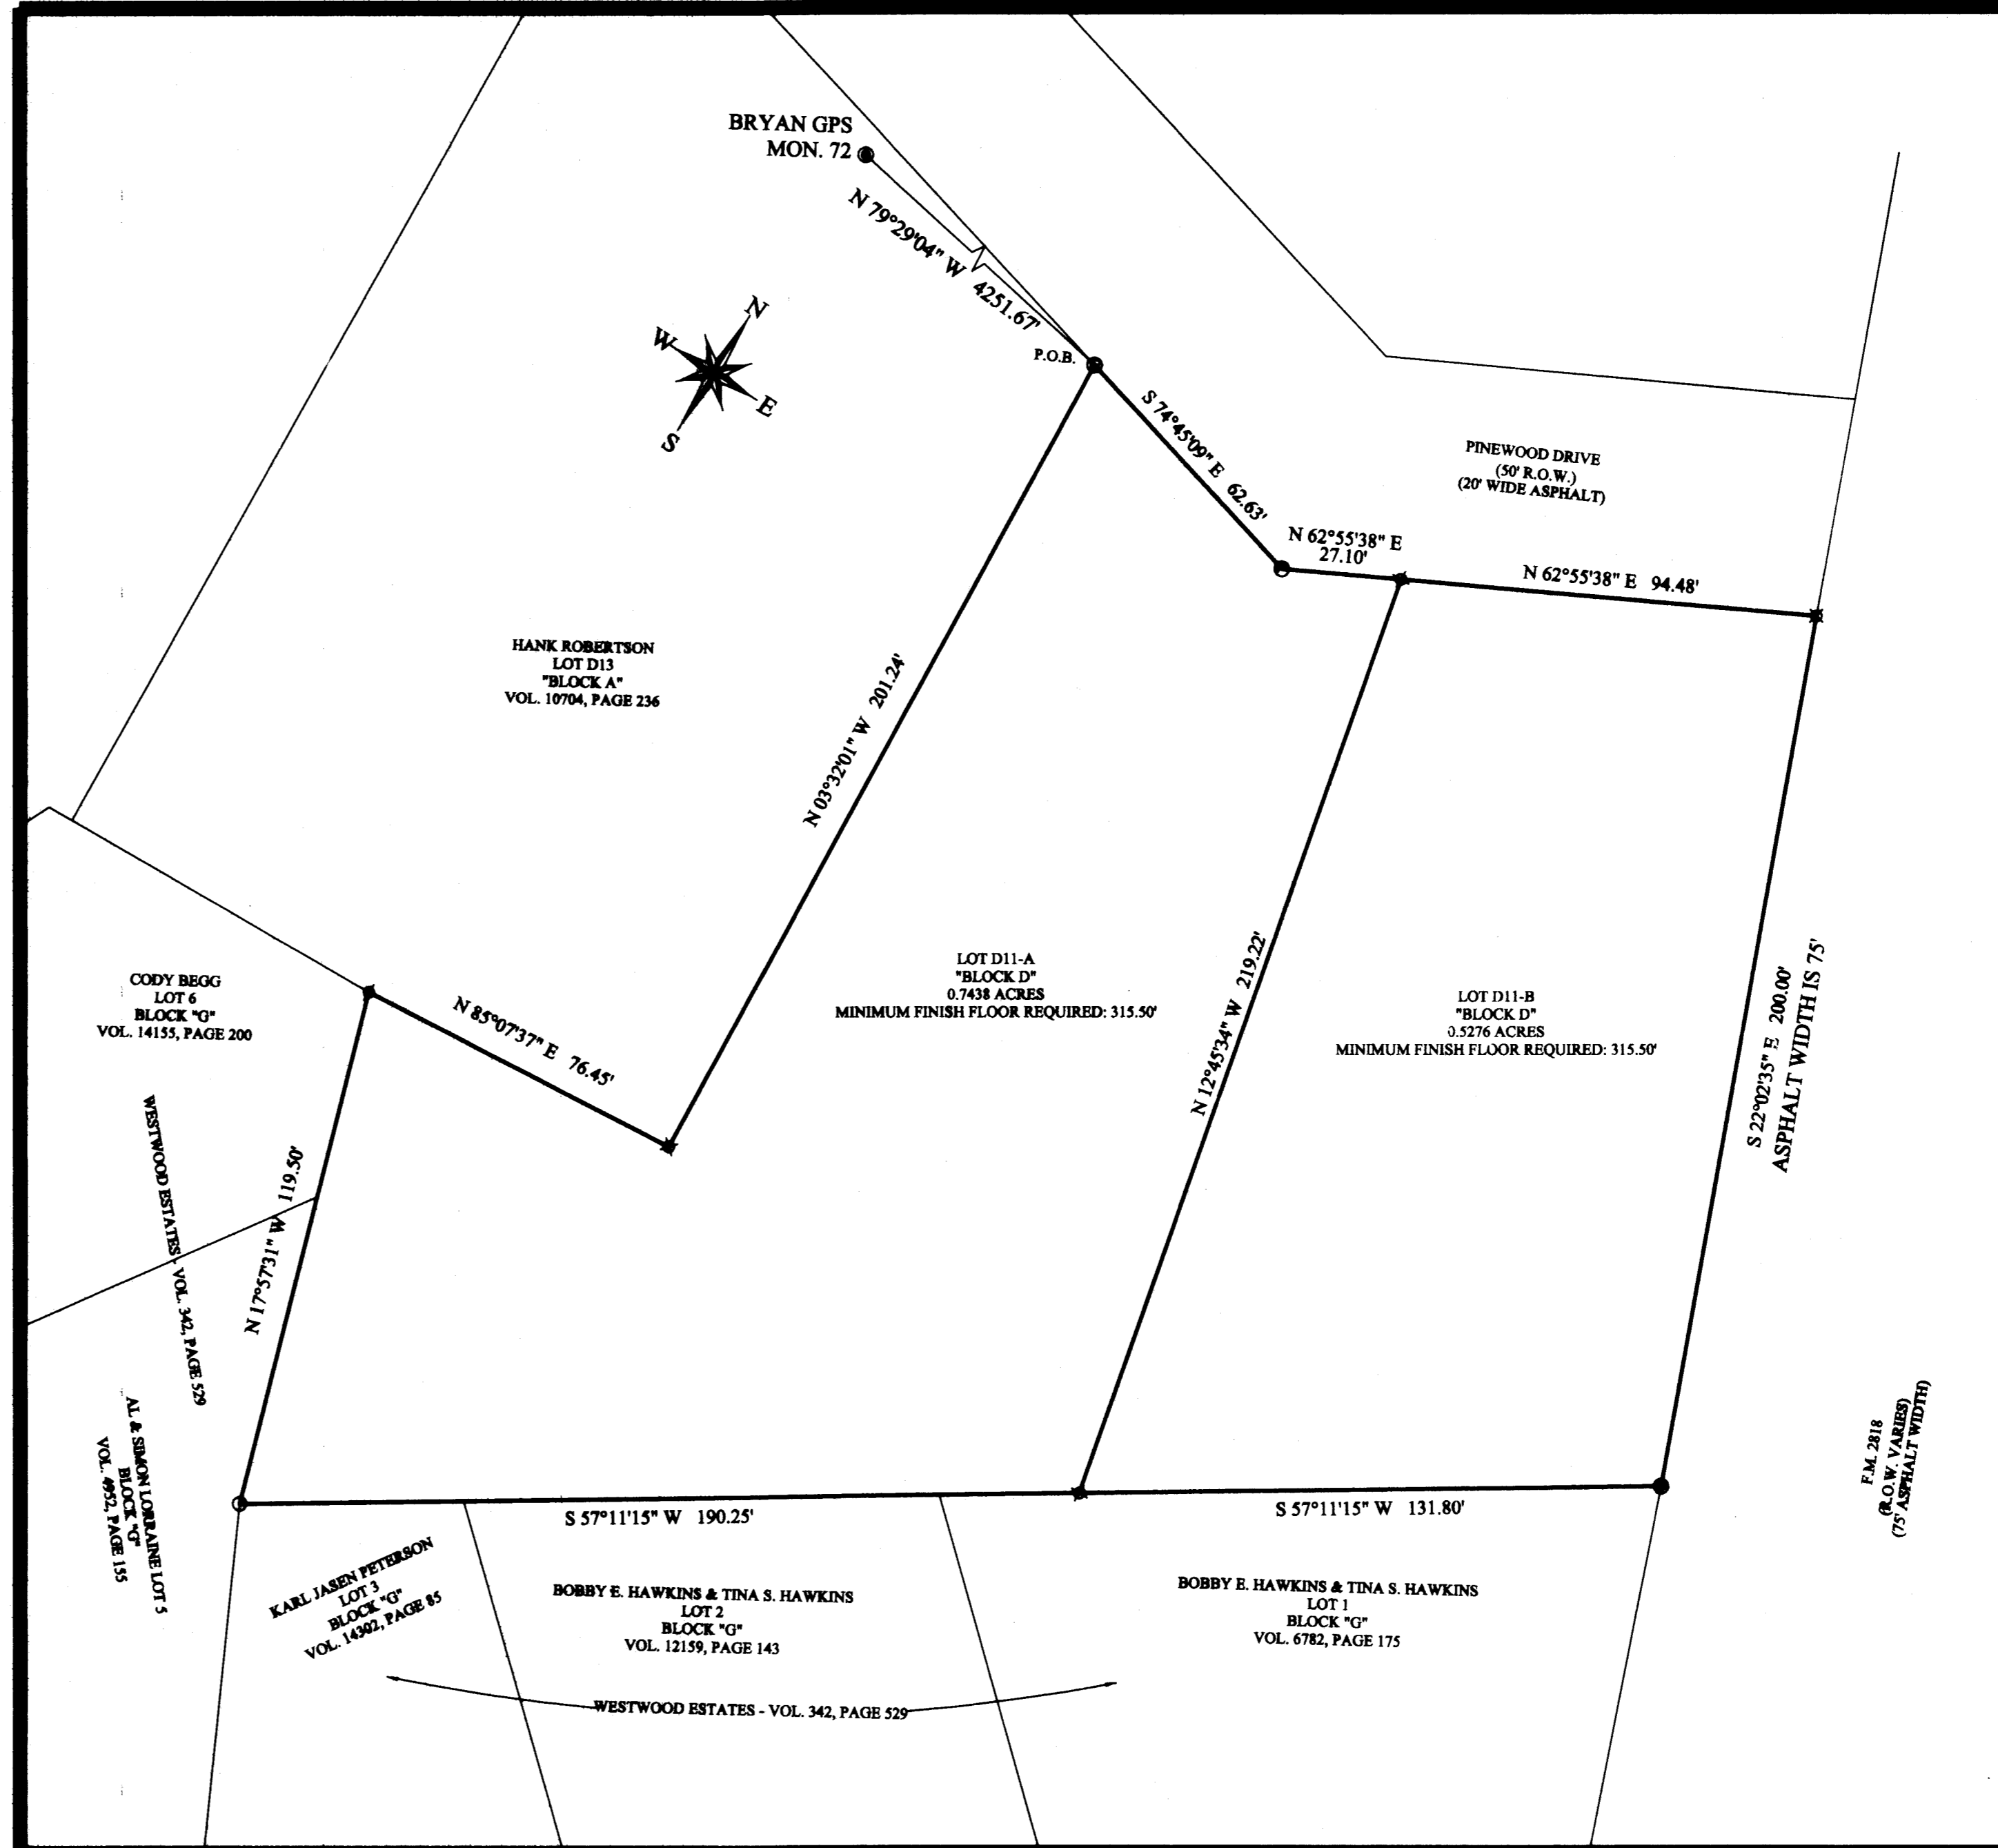 BRYAN GPS
MON. 72
N 79°29'04" W 4251.67'
N
W
E
S
P.O.B.
S 74°45'09" E 62.63'
PINEWOOD DRIVE
(50' R.O.W.)
(20' WIDE ASPHALT)
N 62°55'38" E
27.10'
N 62°55'38" E 94.48'
HANK ROBERTSON
LOT D13
"BLOCK A"
VOL. 10704, PAGE 236
N 03°32'01" W 201.24'
CODY BEGG
LOT 6
BLOCK "G"
VOL. 14155, PAGE 200
N 85°07'37" E 76.45'
LOT D11-A
"BLOCK D"
0.7438 ACRES
MINIMUM FINISH FLOOR REQUIRED: 315.50'
N 12°45'34" W 219.22'
LOT D11-B
"BLOCK D"
0.5276 ACRES
MINIMUM FINISH FLOOR REQUIRED: 315.50'
S 22°02'35" E 200.00'
ASPHALT WIDTH IS 75'
WESTWOOD ESTATES - VOL. 342, PAGE 529
N 17°57'31" W 119.50'
AL & SIMON LORRAINE LOT 5
BLOCK "G"
VOL. 4952, PAGE 155
F.M. 2818
(R.O.W. VARIES)
(75' ASPHALT WIDTH)
S 57°11'15" W 190.25'
S 57°11'15" W 131.80'
KARL JASEN PETERSON
LOT 3
BLOCK "G"
VOL. 14302, PAGE 85
BOBBY E. HAWKINS & TINA S. HAWKINS
LOT 2
BLOCK "G"
VOL. 12159, PAGE 143
BOBBY E. HAWKINS & TINA S. HAWKINS
LOT 1
BLOCK "G"
VOL. 6782, PAGE 175
WESTWOOD ESTATES - VOL. 342, PAGE 529